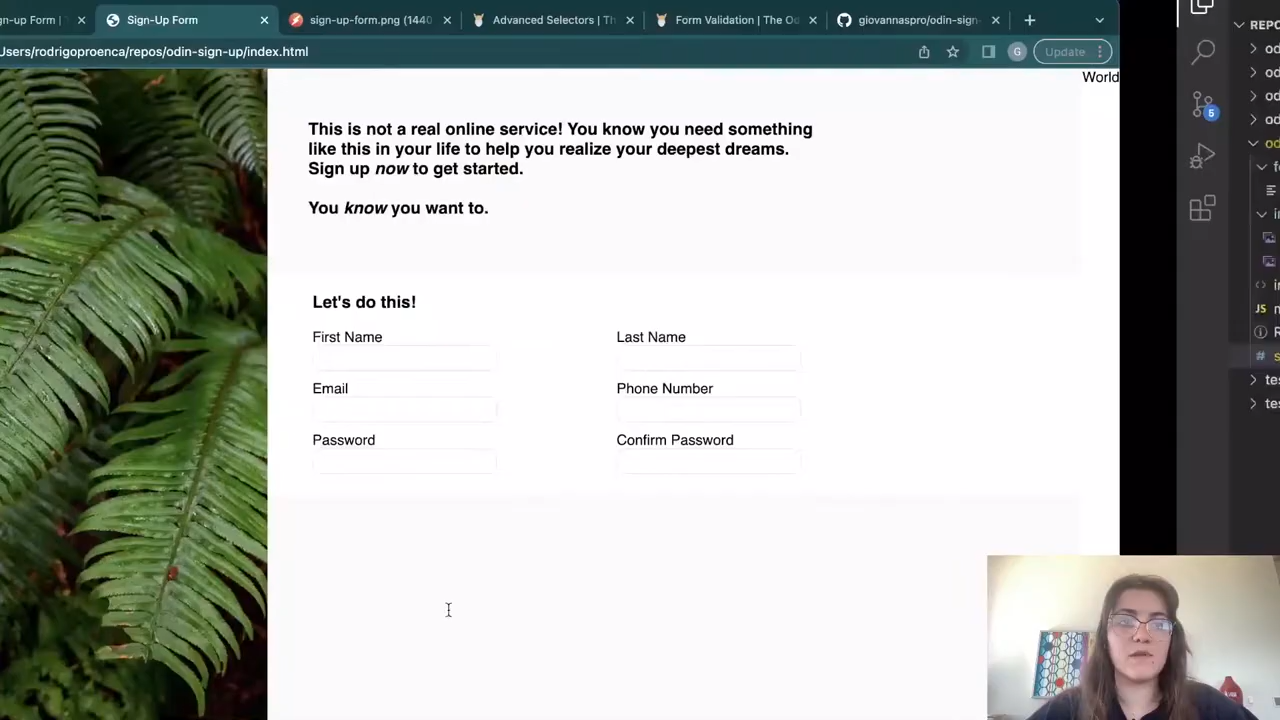 gn-up Form | T
Sign-Up Form
sign-up-form.png (1440
Advanced Selectors | Th
Form Validation | The Od
giovannaspro/odin-sign-
Users/rodrigoproenca/repos/odin-sign-up/index.html
G
Update
World
REPO
5
This is not a real online service! You know you need something
like this in your life to help you realize your deepest dreams.
Sign up now to get started.
You know you want to.
Let's do this!
First Name
Last Name
Email
Phone Number
Password
Confirm Password